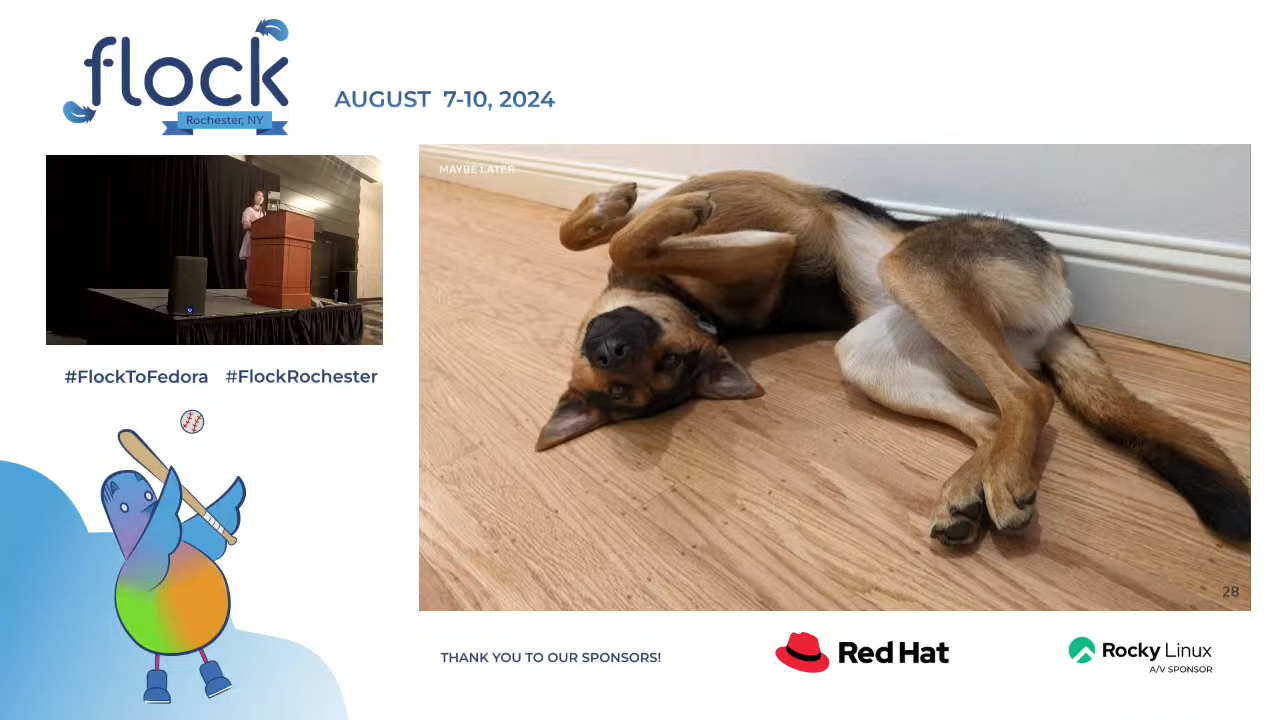 flock
Rochester, NY
AUGUST 7-10, 2024
MAYBE LATER
#FlockToFedora #FlockRochester
28
THANK YOU TO OUR SPONSORS!
Red Hat
Rocky Linux
A/V SPONSOR